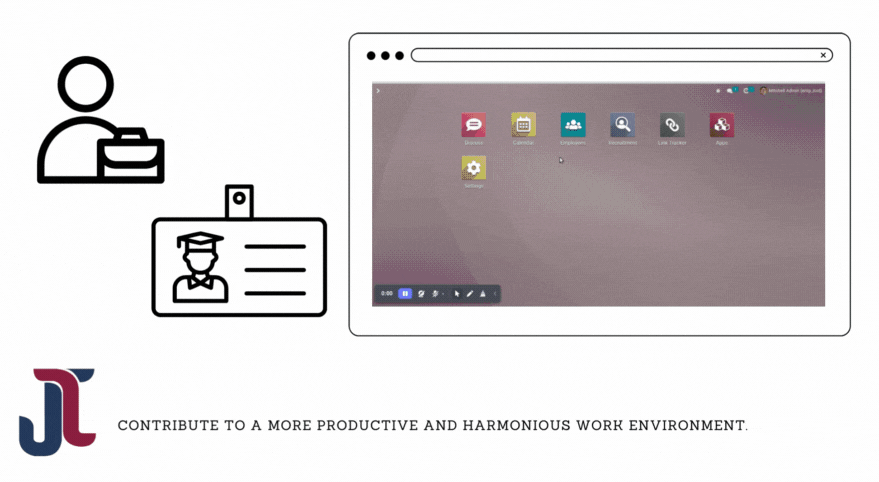 Mitchell Admin
Discuss
Calendar
Employees
Recruitment
Link Tracker
Apps
Settings
0:00
CONTRIBUTE TO A MORE PRODUCTIVE AND HARMONIOUS WORK ENVIRONMENT.